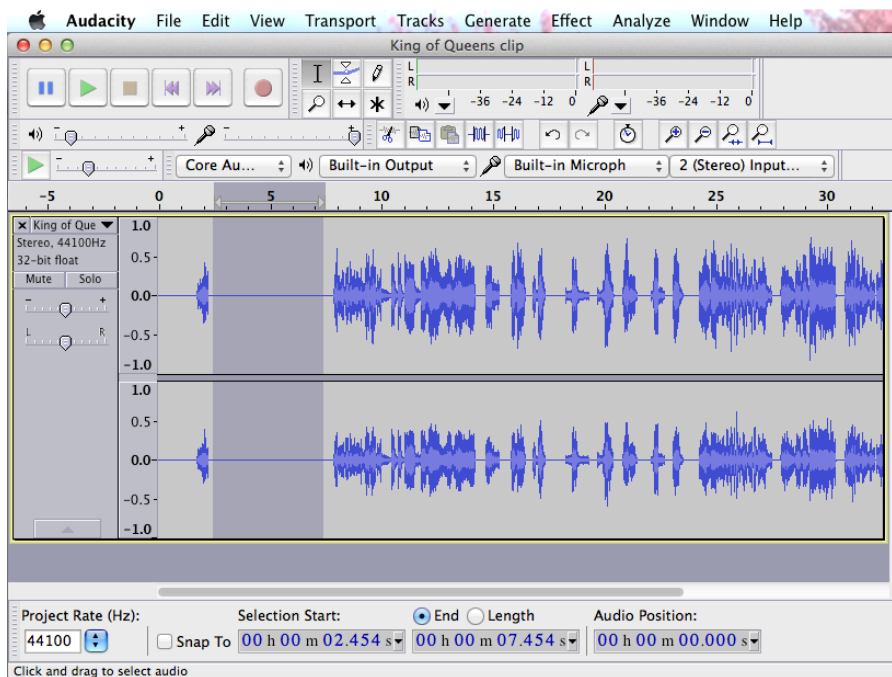 Audacity File Edit View Transport Tracks Generate Effect Analyze Window Help
King of Queens clip
L
R
L
R
-36 -24 -12 0
-36 -24 -12 0
- +
-
- +
Core Au...
Built-in Output
Built-in Microph
2 (Stereo) Input...
-5 0 5 10 15 20 25 30
King of Que
Stereo, 44100Hz
32-bit float
Mute Solo
- +
L R
1.0
0.5-
0.0-
-0.5-
-1.0
1.0
0.5-
0.0-
-0.5-
-1.0
Project Rate (Hz): Selection Start: End Length Audio Position:
44100 Snap To 00 h 00 m 02.454 s 00 h 00 m 07.454 s 00 h 00 m 00.000 s
Click and drag to select audio